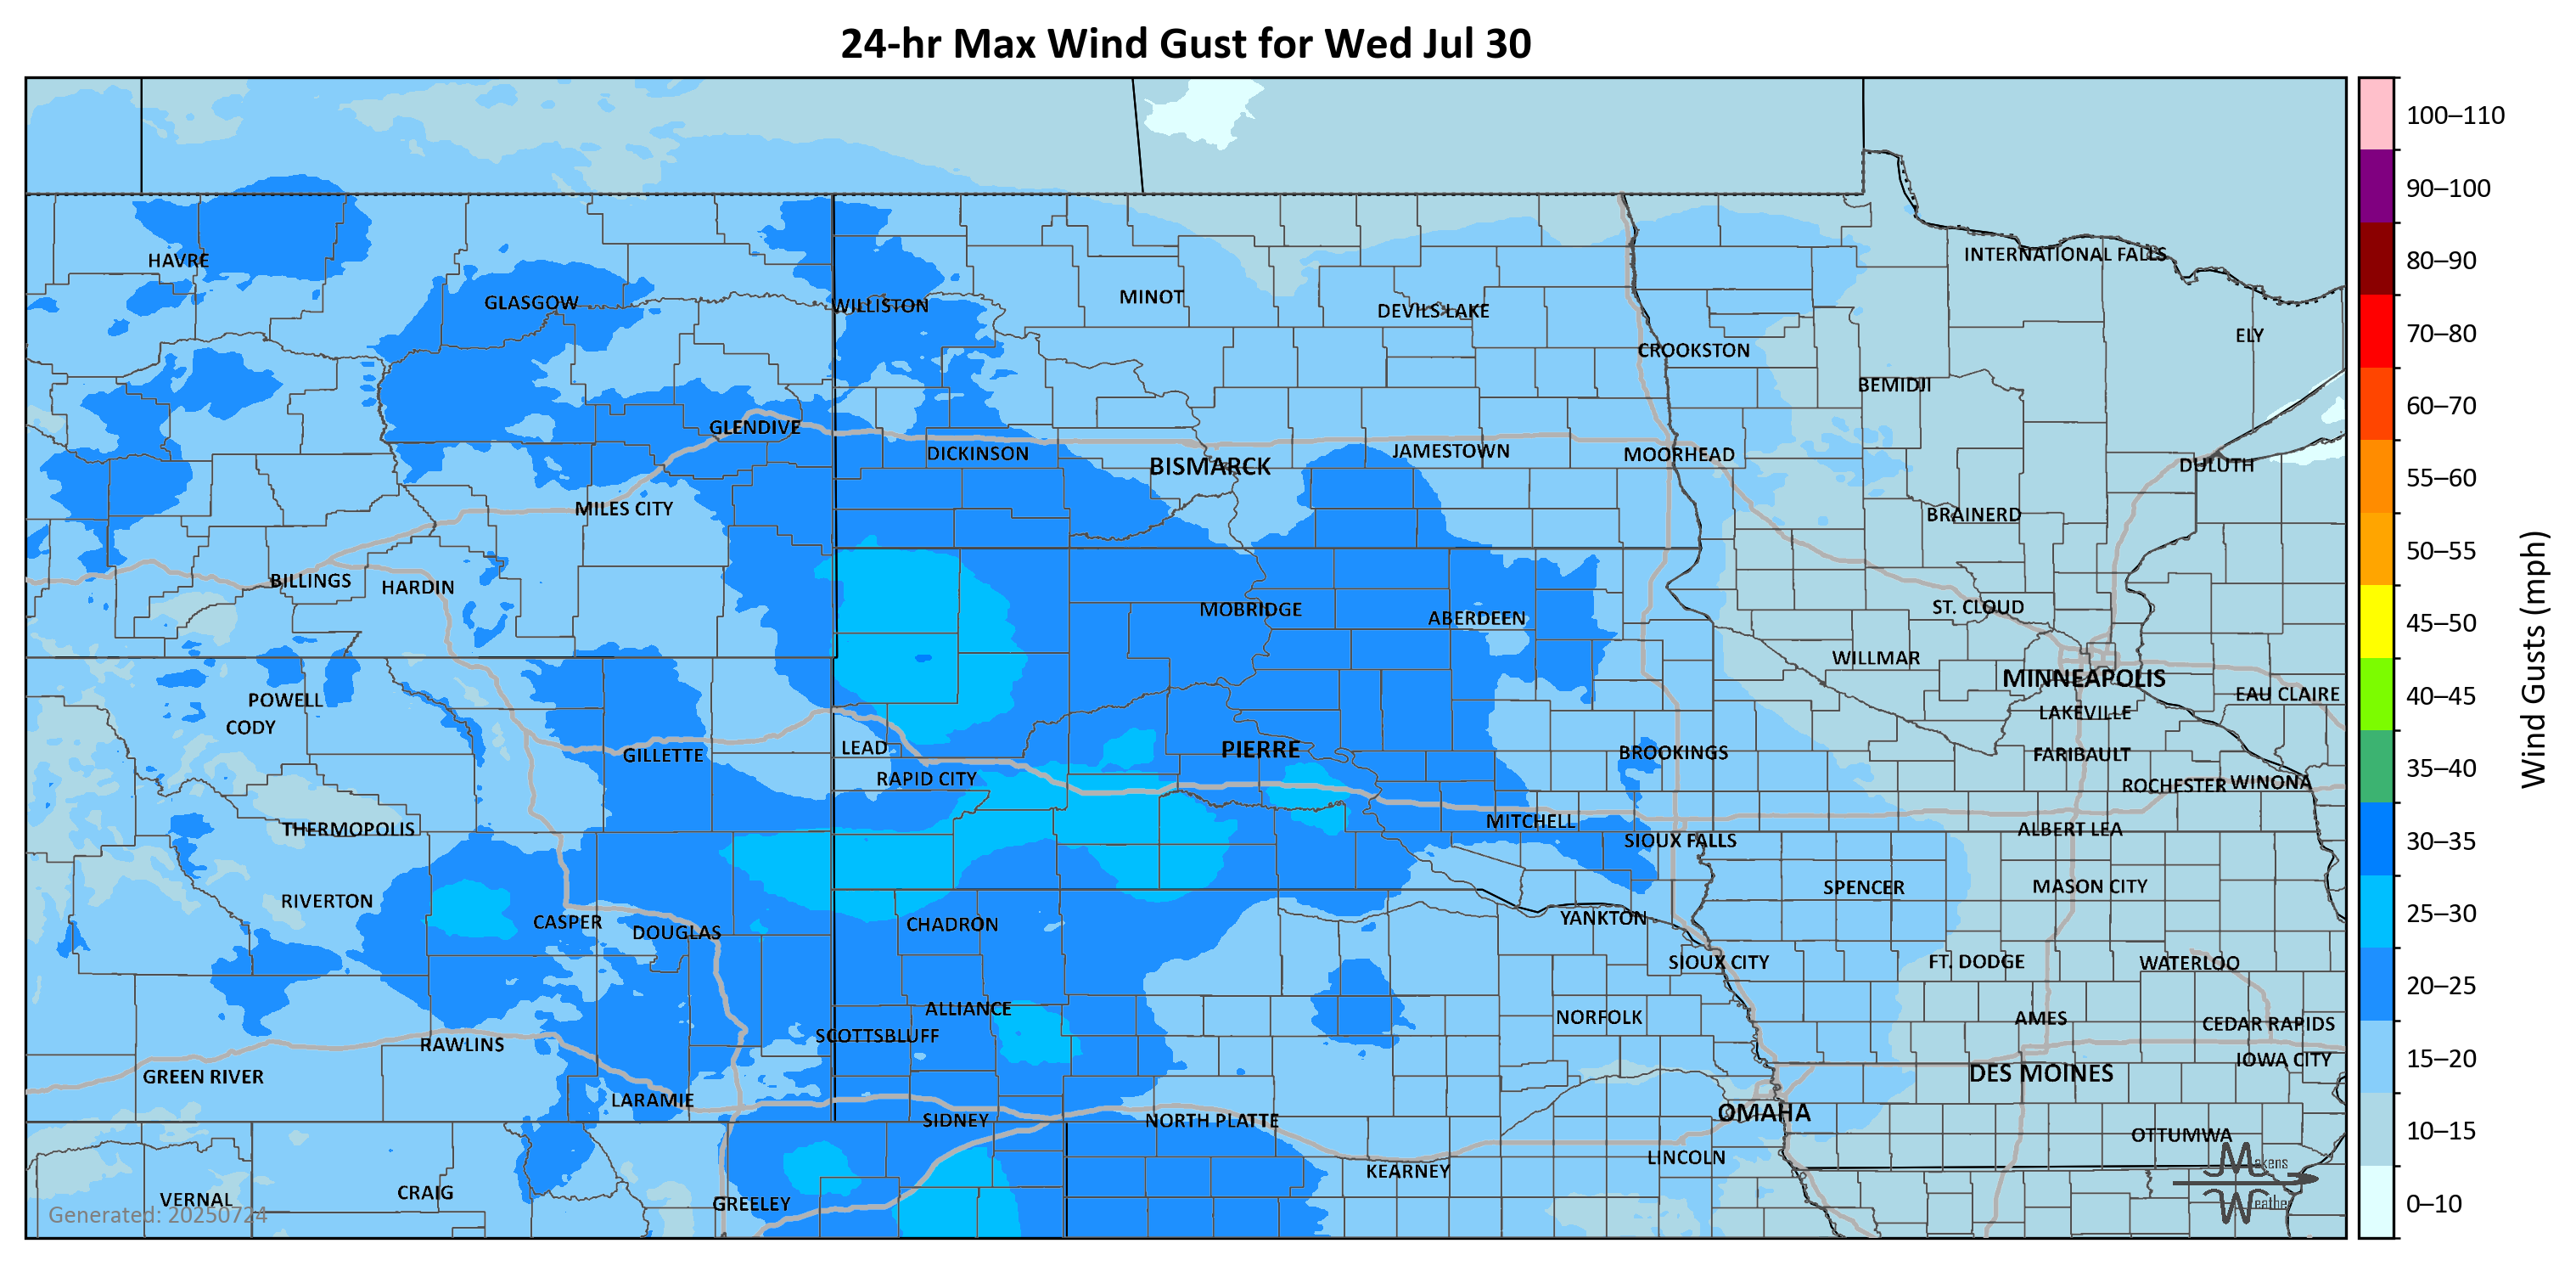 24-hr Max Wind Gust for Wed Jul 30
100–110
90–100
80–90
70–80
60–70
55–60
50–55
45–50
40–45
35–40
30–35
25–30
20–25
15–20
10–15
0–10
Wind Gusts (mph)
HAVRE
INTERNATIONAL FALLS
GLASGOW
WILLISTON
MINOT
DEVILS LAKE
ELY
CROOKSTON
BEMIDJI
GLENDIVE
DICKINSON
BISMARCK
JAMESTOWN
MOORHEAD
DULUTH
MILES CITY
BRAINERD
BILLINGS
HARDIN
MOBRIDGE
ABERDEEN
ST. CLOUD
WILLMAR
MINNEAPOLIS
EAU CLAIRE
POWELL
CODY
LAKEVILLE
GILLETTE
LEAD
PIERRE
BROOKINGS
FARIBAULT
RAPID CITY
ROCHESTER
WINONA
THERMOPOLIS
MITCHELL
SIOUX FALLS
ALBERT LEA
RIVERTON
SPENCER
MASON CITY
CASPER
DOUGLAS
CHADRON
YANKTON
SIOUX CITY
FT. DODGE
WATERLOO
ALLIANCE
NORFOLK
AMES
CEDAR RAPIDS
RAWLINS
SCOTTSBLUFF
IOWA CITY
GREEN RIVER
DES MOINES
LARAMIE
SIDNEY
NORTH PLATTE
OMAHA
OTTUMWA
KEARNEY
LINCOLN
VERNAL
CRAIG
GREELEY
Generated: 20250724
Makens
Weather